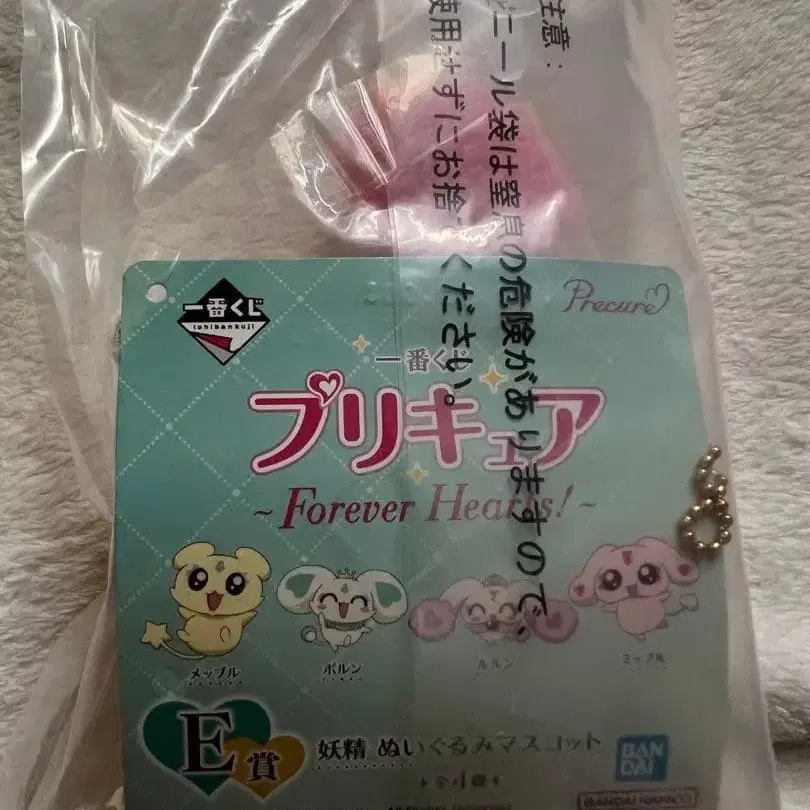 注意：
ビニール袋は窒息の危険がありますので、
使用せずにお捨てください。
一番くじ
ichibankuji
Precure
一番くじ
プリキュア
~Forever Hearts!~
メップル
ポルン
ルルン
ミップル
E賞
妖精 ぬいぐるみマスコット
全4種
BAN
DAI
BANDAI NAMCO